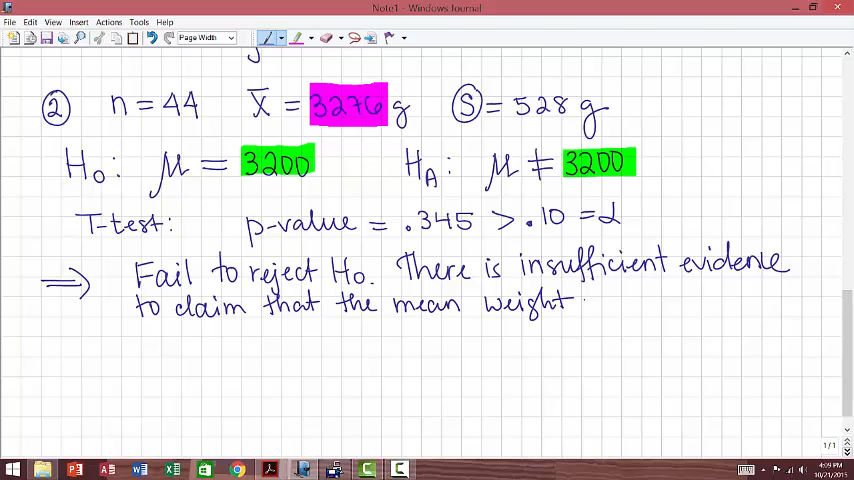 Note1 - Windows Journal
File Edit View Insert Actions Tools Help
Page Width
② n = 44 X̄ = 3276 g Ⓢ = 528 g
H₀: μ = 3200 H_A: μ ≠ 3200
T-test: p-value = .345 > .10 = α
⟹ Fail to reject H₀. There is insufficient evidence
to claim that the mean weight
1/1
4:09 PM
10/21/2015